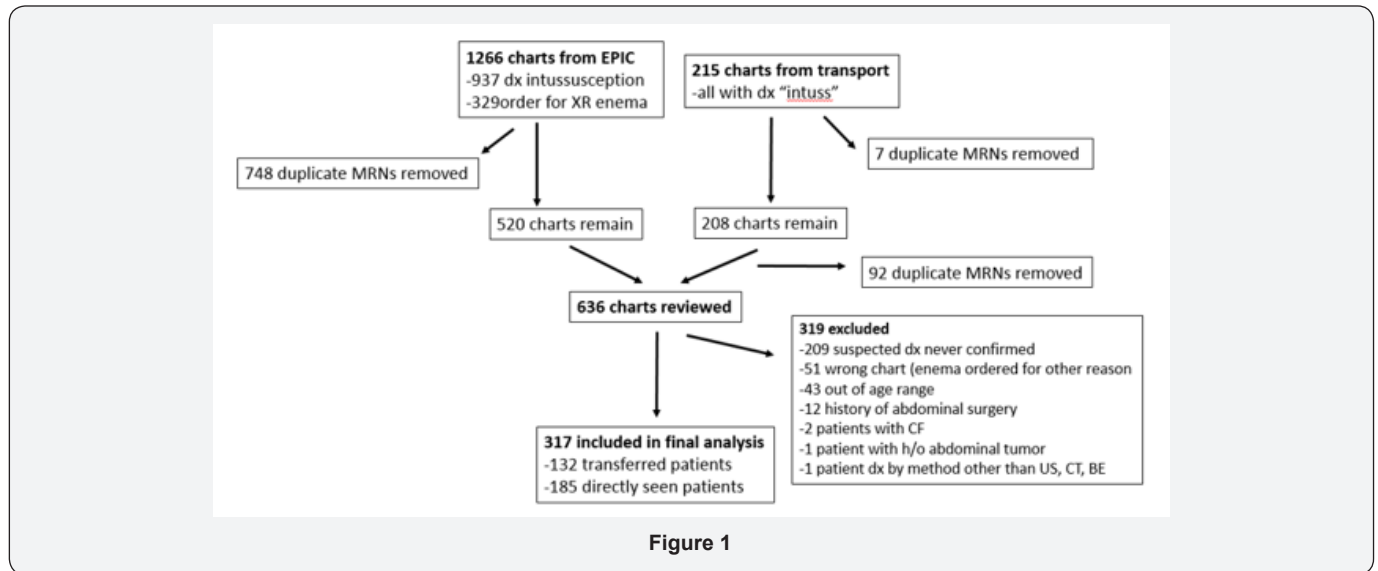 1266 charts from EPIC
-937 dx intussusception
-329order for XR enema
215 charts from transport
-all with dx “intuss”
748 duplicate MRNs removed
7 duplicate MRNs removed
520 charts remain
208 charts remain
92 duplicate MRNs removed
636 charts reviewed
319 excluded
-209 suspected dx never confirmed
-51 wrong chart (enema ordered for other reason
-43 out of age range
-12 history of abdominal surgery
-2 patients with CF
-1 patient with h/o abdominal tumor
-1 patient dx by method other than US, CT, BE
317 included in final analysis
-132 transferred patients
-185 directly seen patients
Figure 1